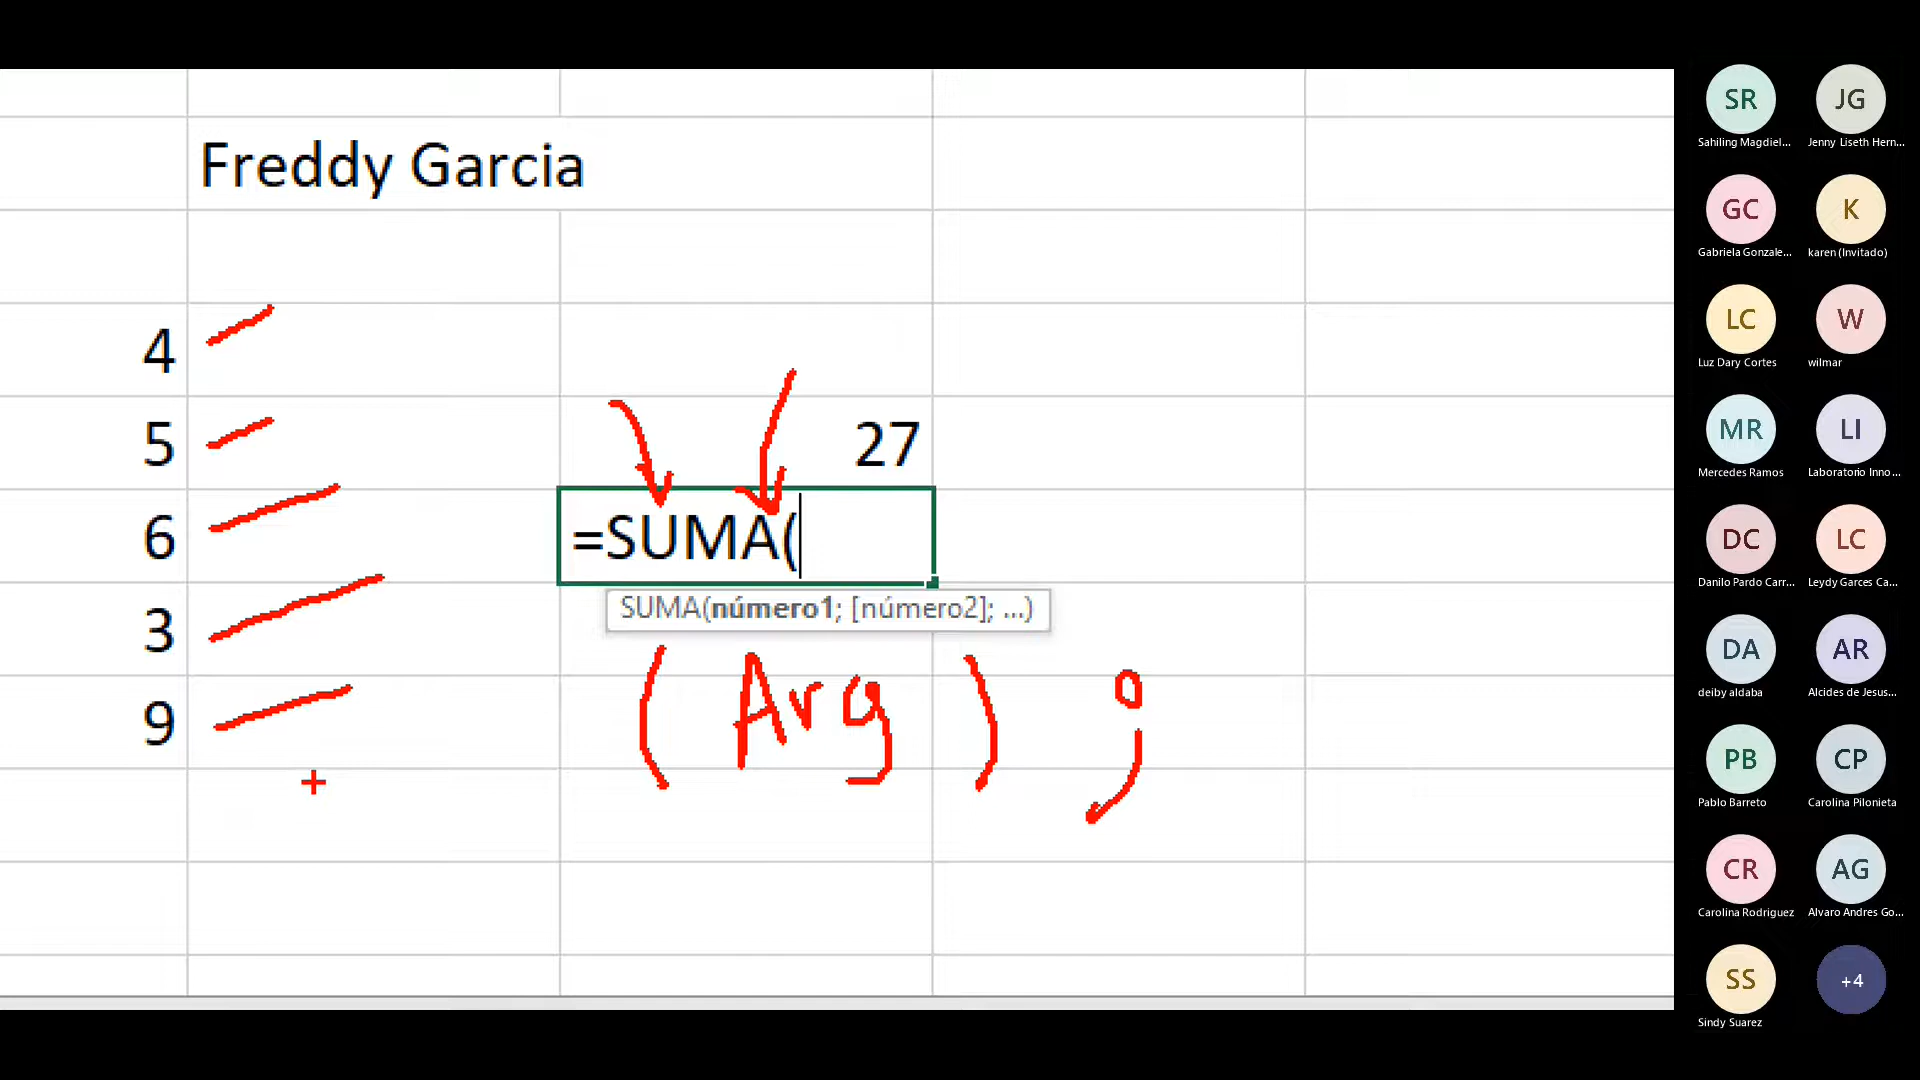 Freddy Garcia
4
5
27
6
=SUMA(
SUMA(número1; [número2]; ...)
3
( Arg ) ;
9
SR
JG
Sahiling Magdiel...
Jenny Liseth Hern...
GC
K
Gabriela Gonzale...
karen (Invitado)
LC
W
Luz Dary Cortes
wilmar
MR
LI
Mercedes Ramos
Laboratorio Inno...
DC
LC
Danilo Pardo Carr...
Leydy Garces Ca...
DA
AR
deiby aldaba
Alcides de Jesus...
PB
CP
Pablo Barreto
Carolina Pilonieta
CR
AG
Carolina Rodriguez
Alvaro Andres Go...
SS
+4
Sindy Suarez